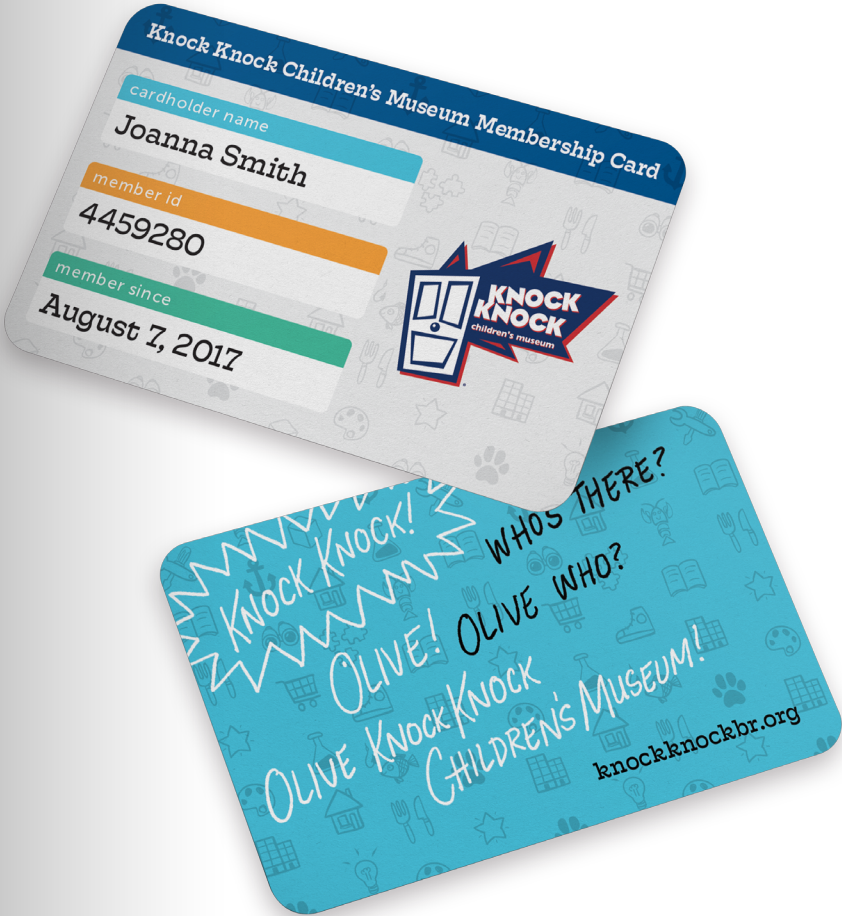 Knock Knock Children's Museum Membership Card
cardholder name
Joanna Smith
member id
4459280
member since
August 7, 2017
KNOCK
KNOCK
children's museum
KNOCK KNOCK!
WHO'S THERE?
OLIVE! OLIVE WHO?
OLIVE KNOCK KNOCK
CHILDREN'S MUSEUM!
knockknockbr.org